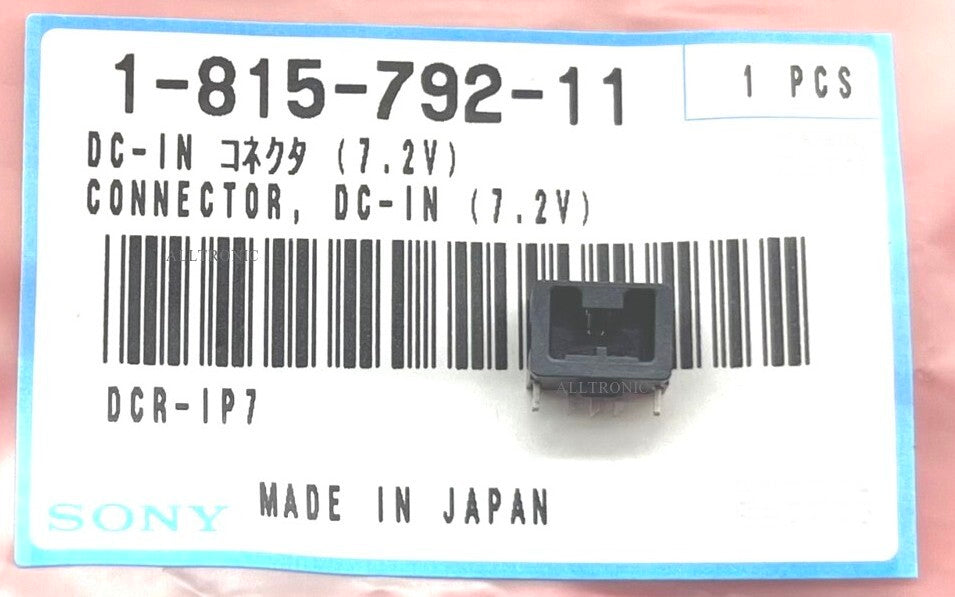 1-815-792-11
1 PCS
DC-IN コネクタ (7.2V)
CONNECTOR, DC-IN (7.2V)
ALLTRONIC
ALLTRONIC
DCR-IP7
SONY
MADE IN JAPAN